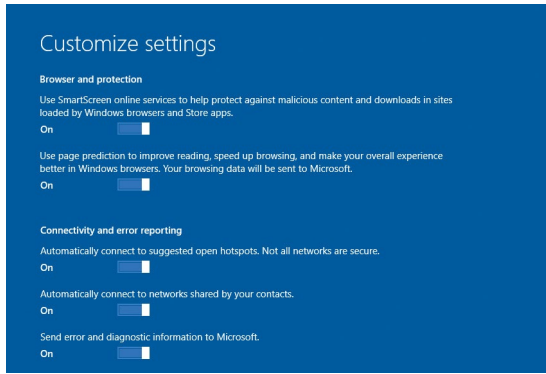 Customize settings
Browser and protection
Use SmartScreen online services to help protect against malicious content and downloads in sites
loaded by Windows browsers and Store apps.
On
Use page prediction to improve reading, speed up browsing, and make your overall experience
better in Windows browsers. Your browsing data will be sent to Microsoft.
On
Connectivity and error reporting
Automatically connect to suggested open hotspots. Not all networks are secure.
On
Automatically connect to networks shared by your contacts.
On
Send error and diagnostic information to Microsoft.
On